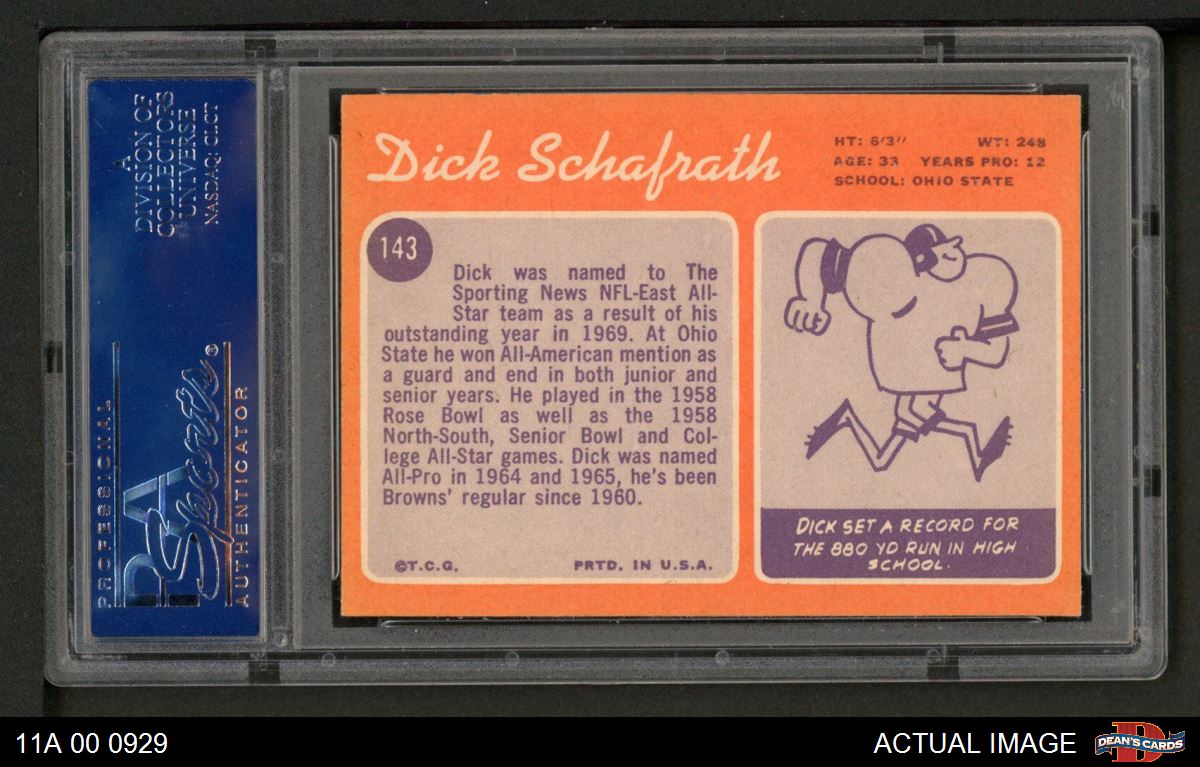 A
DIVISION OF
COLLECTORS
UNIVERSE
NASDAQ: CLCT
PROFESSIONAL
PSA
Sports®
AUTHENTICATOR
Dick Schafrath
HT: 6'3" WT: 248
AGE: 33 YEARS PRO: 12
SCHOOL: OHIO STATE
143
Dick was named to The
Sporting News NFL-East All-
Star team as a result of his
outstanding year in 1969. At Ohio
State he won All-American mention as
a guard and end in both junior and
senior years. He played in the 1958
Rose Bowl as well as the 1958
North-South, Senior Bowl and Col-
lege All-Star games. Dick was named
All-Pro in 1964 and 1965, he's been
Browns' regular since 1960.
©T.C.G. PRTD. IN U.S.A.
DICK SET A RECORD FOR
THE 880 YD RUN IN HIGH
SCHOOL.
11A 00 0929
ACTUAL IMAGE
D
DEAN'S CARDS